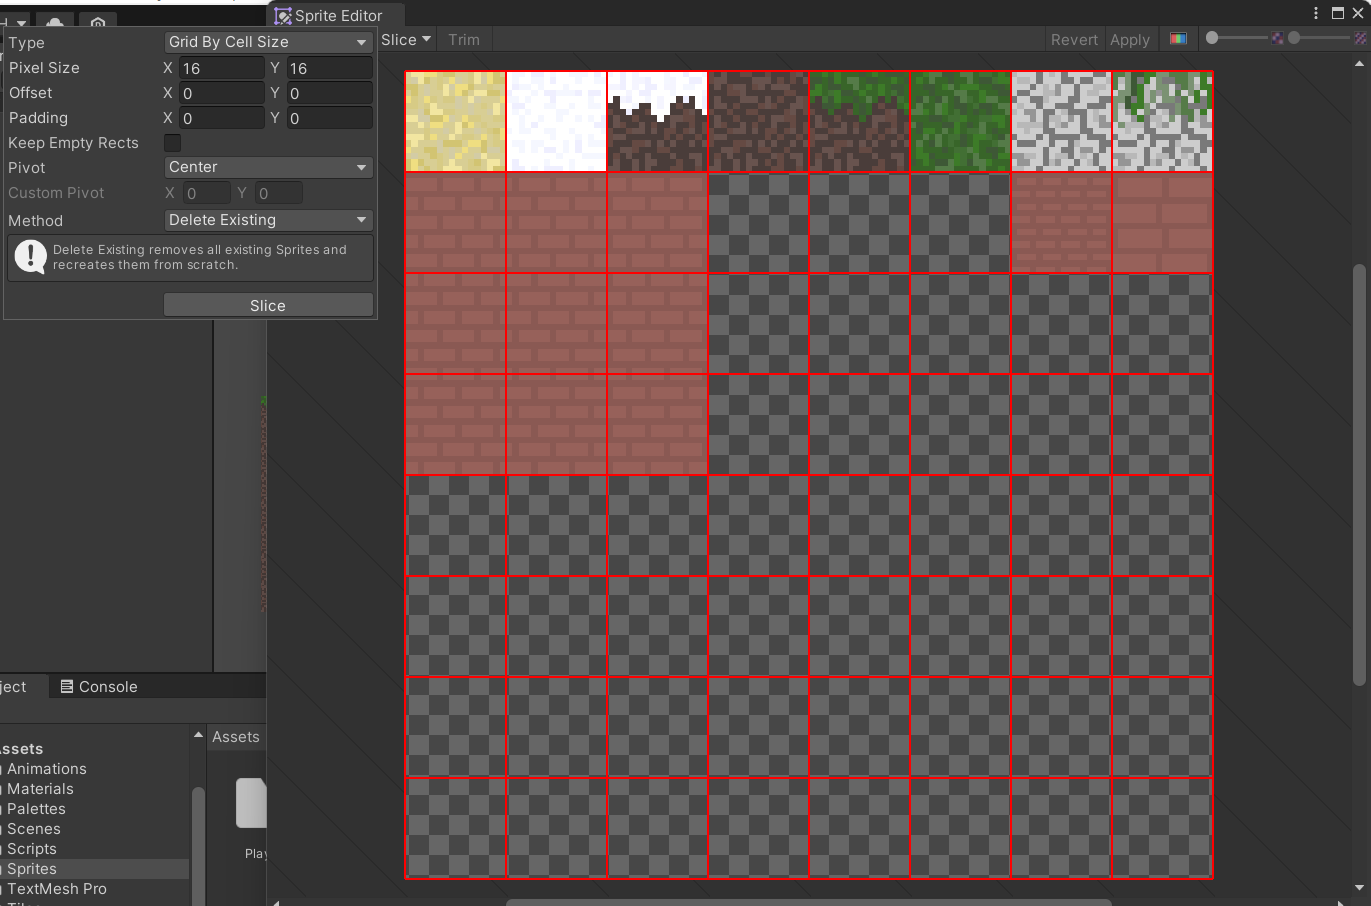 Sprite Editor
Type Grid By Cell Size
Slice Trim Revert Apply
Pixel Size X 16 Y 16
Offset X 0 Y 0
Padding X 0 Y 0
Keep Empty Rects
Pivot Center
Custom Pivot X 0 Y 0
Method Delete Existing
Delete Existing removes all existing Sprites and
recreates them from scratch.
Slice
ject Console
Assets
ssets
Animations
Materials
Palettes
Scenes
Scripts
Play
Sprites
TextMesh Pro